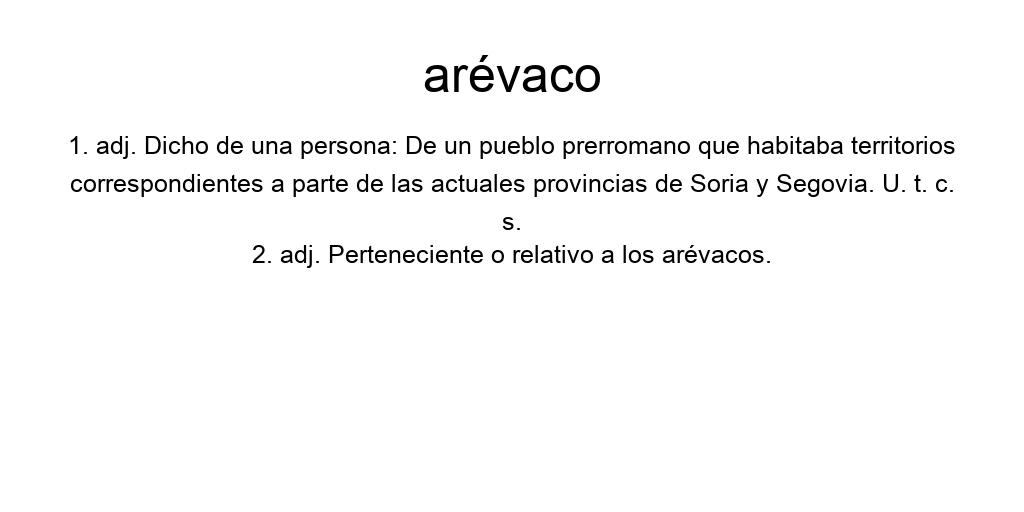 arévaco
1. adj. Dicho de una persona: De un pueblo prerromano que habitaba territorios
correspondientes a parte de las actuales provincias de Soria y Segovia. U. t. c.
s.
2. adj. Perteneciente o relativo a los arévacos.